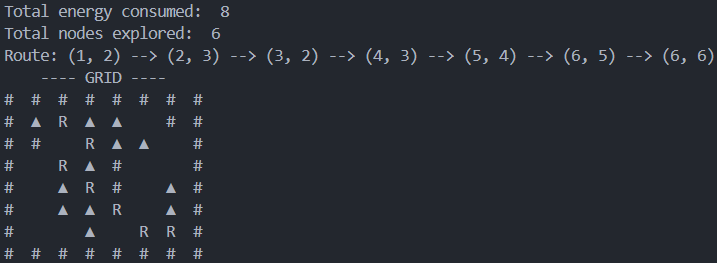 Total energy consumed:  8
Total nodes explored:  6
Route: (1, 2) --> (2, 3) --> (3, 2) --> (4, 3) --> (5, 4) --> (6, 5) --> (6, 6)
    ---- GRID ----
#  #  #  #  #  #  #  #
#  ▲  R  ▲  ▲     #  #
#  #     R  ▲  ▲     #
#     R  ▲  #        #
#     ▲  R  #     ▲  #
#     ▲  ▲  R     ▲  #
#        ▲     R  R  #
#  #  #  #  #  #  #  #